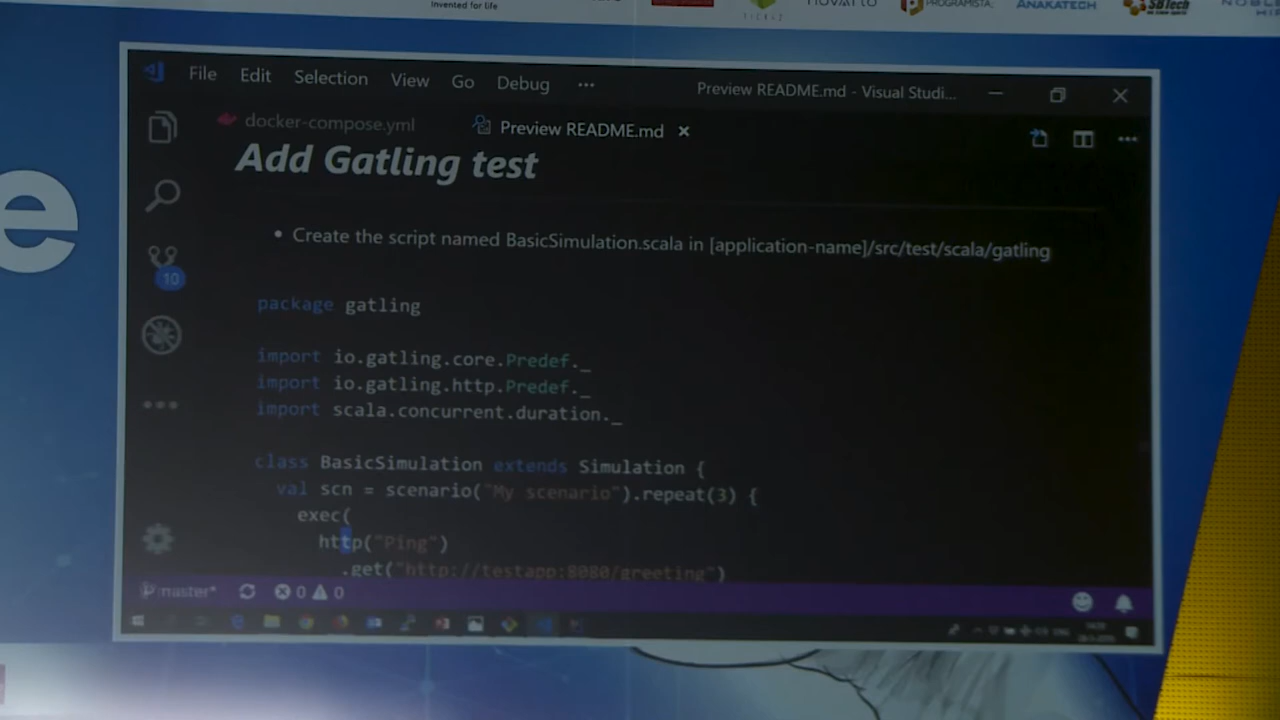 Invented for life
TICK42
PROGRAMISTA
ANAKATECH
SBTech
File Edit Selection View Go Debug ··· Preview README.md - Visual Studi...
docker-compose.yml Preview README.md
e
Add Gatling test
• Create the script named BasicSimulation.scala in [application-name]/src/test/scala/gatling
10
package gatling
import io.gatling.core.Predef._
import io.gatling.http.Predef._
import scala.concurrent.duration._
class BasicSimulation extends Simulation {
val scn = scenario("My scenario").repeat(3) {
exec(
http("Ping")
.get("http://testapp:8080/greeting")
master* 0 0